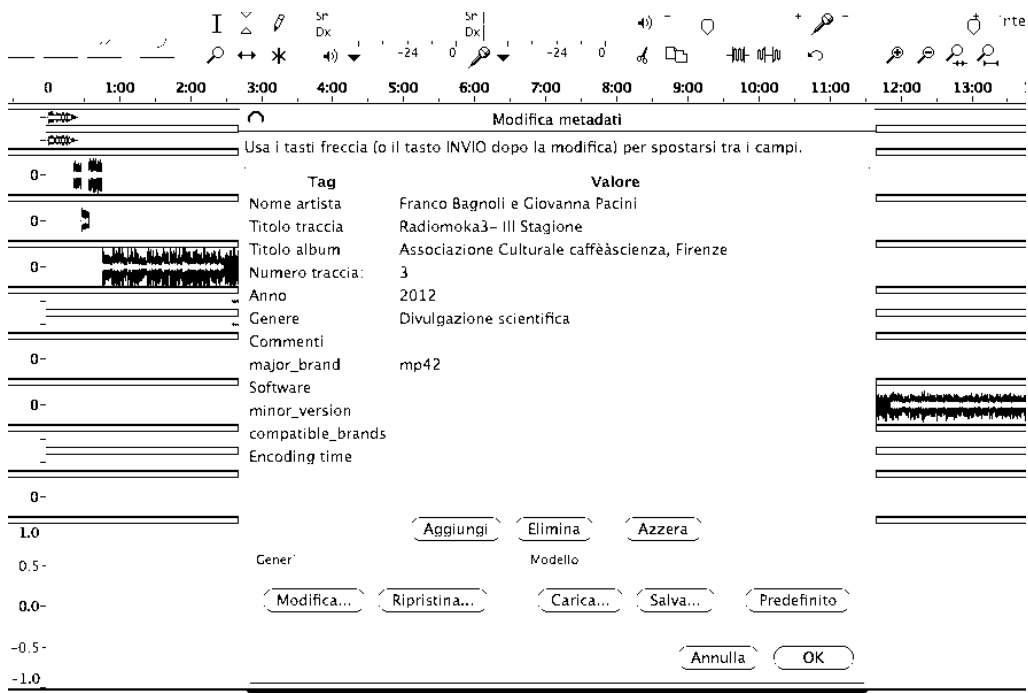 Sn Sn
Dx Dx
-24 0 -24 0
0 1:00 2:00 3:00 4:00 5:00 6:00 7:00 8:00 9:00 10:00 11:00 12:00 13:00
Modifica metadati
Usa i tasti freccia (o il tasto INVIO dopo la modifica) per spostarsi tra i campi.
Tag Valore
Nome artista Franco Bagnoli e Giovanna Pacini
Titolo traccia Radiomoka3- III Stagione
Titolo album Associazione Culturale caffèàscienza, Firenze
Numero traccia: 3
Anno 2012
Genere Divulgazione scientifica
Commenti
major_brand mp42
Software
minor_version
compatible_brands
Encoding time
0-
0-
0-
0-
0-
0-
Aggiungi Elimina Azzera
Generi Modello
Modifica... Ripristina... Carica... Salva... Predefinito
Annulla OK
1.0
0.5-
0.0-
-0.5-
-1.0